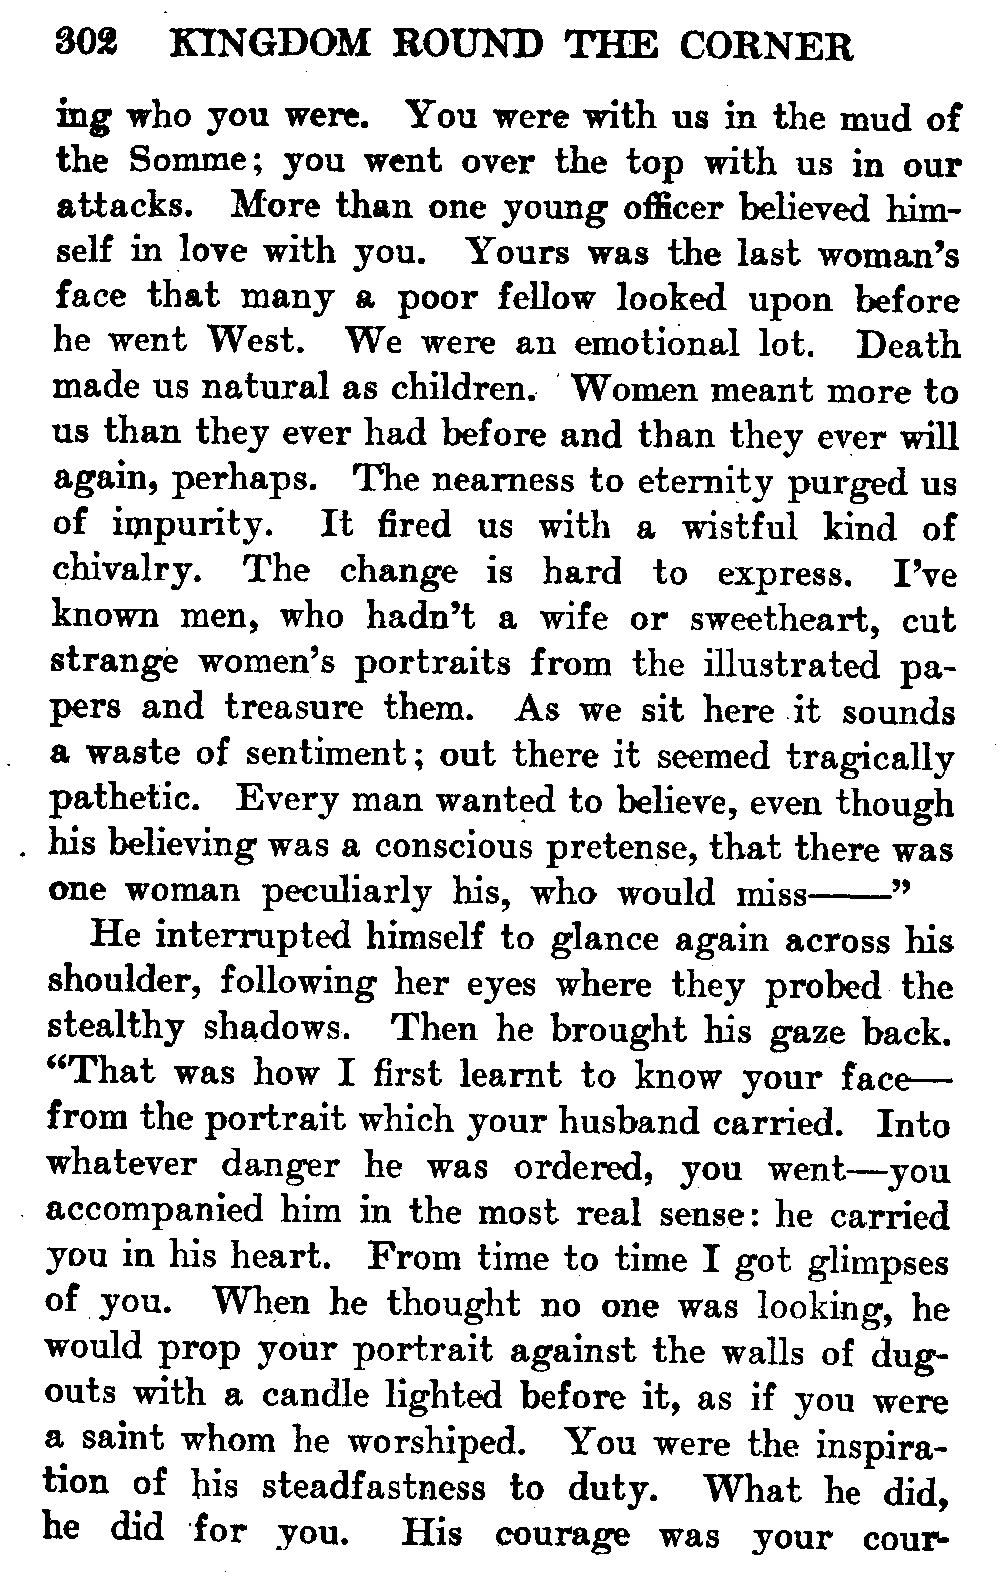 302 KINGDOM ROUND THE CORNER
ing who you were. You were with us in the mud of
the Somme; you went over the top with us in our
attacks. More than one young officer believed him-
self in love with you. Yours was the last woman's
face that many a poor fellow looked upon before
he went West. We were an emotional lot. Death
made us natural as children. Women meant more to
us than they ever had before and than they ever will
again, perhaps. The nearness to eternity purged us
of impurity. It fired us with a wistful kind of
chivalry. The change is hard to express. I've
known men, who hadn't a wife or sweetheart, cut
strange women's portraits from the illustrated pa-
pers and treasure them. As we sit here it sounds
a waste of sentiment; out there it seemed tragically
pathetic. Every man wanted to believe, even though
his believing was a conscious pretense, that there was
one woman peculiarly his, who would miss——"
He interrupted himself to glance again across his
shoulder, following her eyes where they probed the
stealthy shadows. Then he brought his gaze back.
"That was how I first learnt to know your face—
from the portrait which your husband carried. Into
whatever danger he was ordered, you went—you
accompanied him in the most real sense: he carried
you in his heart. From time to time I got glimpses
of you. When he thought no one was looking, he
would prop your portrait against the walls of dug-
outs with a candle lighted before it, as if you were
a saint whom he worshiped. You were the inspira-
tion of his steadfastness to duty. What he did,
he did for you. His courage was your cour-